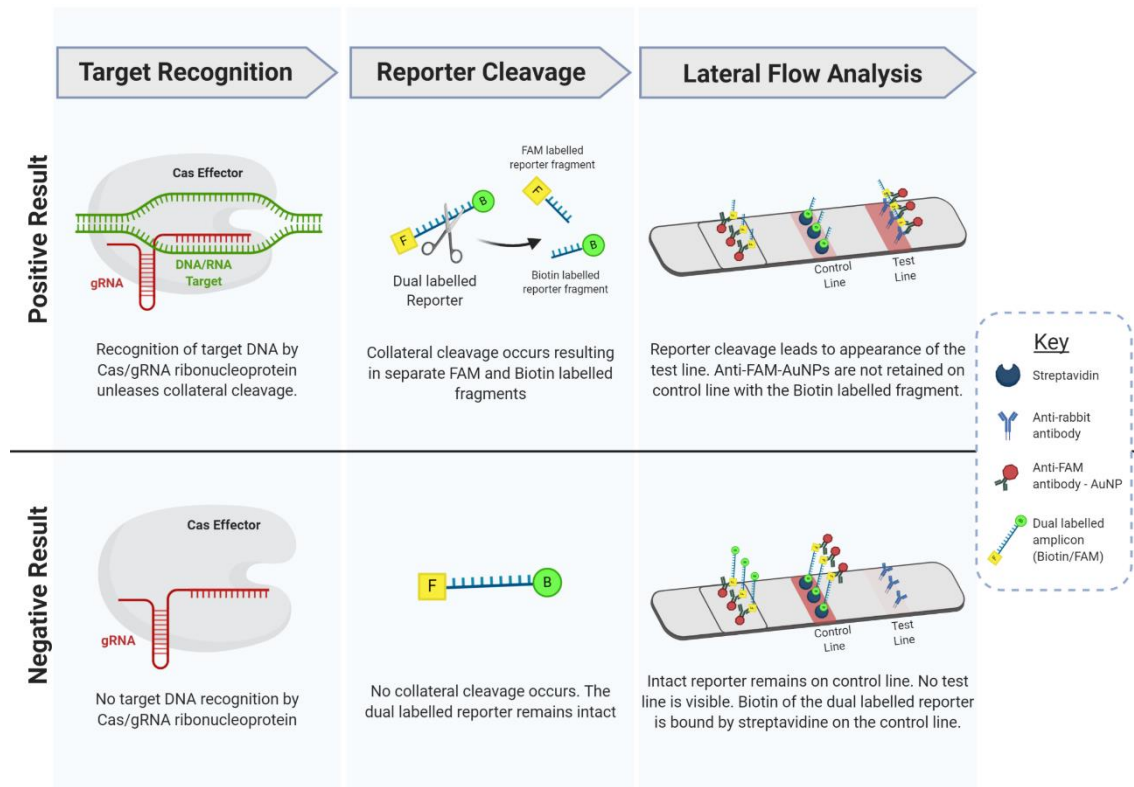 Target Recognition
Reporter Cleavage
Lateral Flow Analysis
Positive Result
Cas Effector
gRNA
DNA/RNA
Target
Recognition of target DNA by
Cas/gRNA ribonucleoprotein
unleases collateral cleavage.
FAM labelled
reporter fragment
F
B
F
B
Dual labelled
Reporter
Biotin labelled
reporter fragment
Collateral cleavage occurs resulting
in separate FAM and Biotin labelled
fragments
Control
Line
Test
Line
Reporter cleavage leads to appearance of the
test line. Anti-FAM-AuNPs are not retained on
control line with the Biotin labelled fragment.
Key
Streptavidin
Anti-rabbit
antibody
Anti-FAM
antibody - AuNP
Dual labelled
amplicon
(Biotin/FAM)
Negative Result
Cas Effector
gRNA
No target DNA recognition by
Cas/gRNA ribonucleoprotein
F
B
No collateral cleavage occurs. The
dual labelled reporter remains intact
Control
Line
Test
Line
Intact reporter remains on control line. No test
line is visible. Biotin of the dual labelled reporter
is bound by streptavidine on the control line.